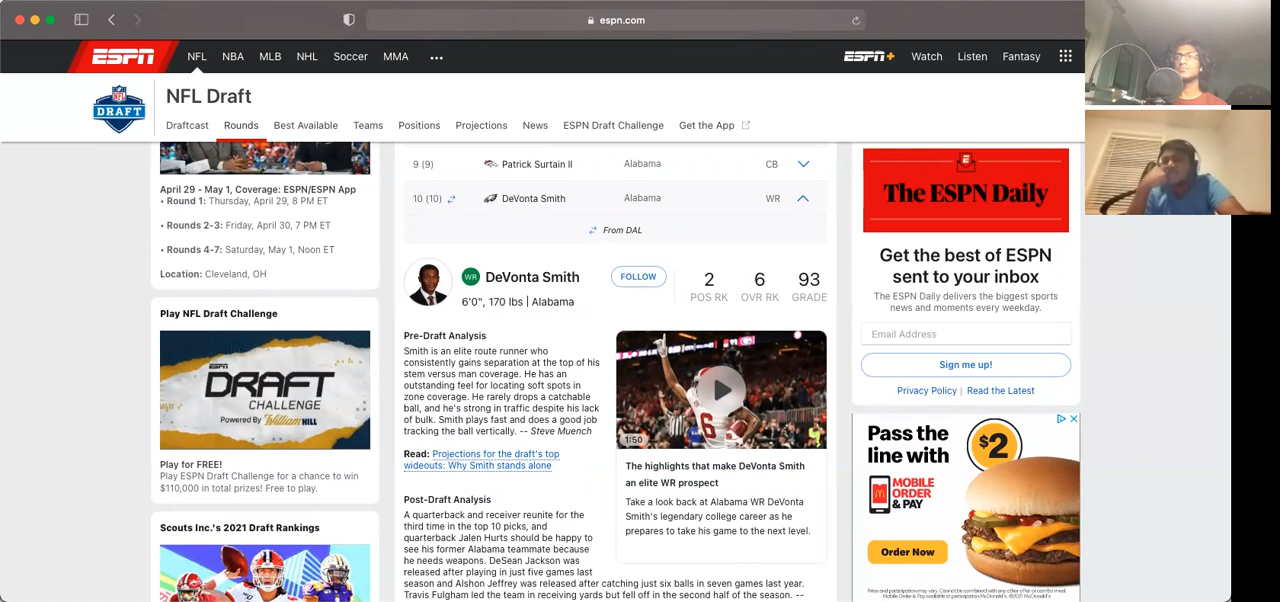 espn.com
ESPN
NFL
NBA
MLB
NHL
Soccer
MMA
•••
ESPN+
Watch
Listen
Fantasy
NFL
DRAFT
NFL Draft
Draftcast
Rounds
Best Available
Teams
Positions
Projections
News
ESPN Draft Challenge
Get the App
April 29 - May 1, Coverage: ESPN/ESPN App
• Round 1: Thursday, April 29, 8 PM ET
• Rounds 2-3: Friday, April 30, 7 PM ET
• Rounds 4-7: Saturday, May 1, Noon ET
Location: Cleveland, OH
Play NFL Draft Challenge
ESPN
DRAFT
CHALLENGE
Powered By William HILL
Play for FREE!
Play ESPN Draft Challenge for a chance to win
$110,000 in total prizes! Free to play.
Scouts Inc.'s 2021 Draft Rankings
9 (9) Patrick Surtain II Alabama CB
10 (10) DeVonta Smith Alabama WR
From DAL
WR DeVonta Smith
6'0", 170 lbs | Alabama
FOLLOW
2 6 93
POS RK OVR RK GRADE
Pre-Draft Analysis
Smith is an elite route runner who
consistently gains separation at the top of his
stem versus man coverage. He has an
outstanding feel for locating soft spots in
zone coverage. He rarely drops a catchable
ball, and he's strong in traffic despite his lack
of bulk. Smith plays fast and does a good job
tracking the ball vertically. -- Steve Muench
Read: Projections for the draft's top
wideouts: Why Smith stands alone
Post-Draft Analysis
A quarterback and receiver reunite for the
third time in the top 10 picks, and
quarterback Jalen Hurts should be happy to
see his former Alabama teammate because
he needs weapons. DeSean Jackson was
released after playing in just five games last
season and Alshon Jeffrey was released after catching just six balls in seven games last year.
Travis Fulgham led the team in receiving yards but fell off in the second half of the season. --
6
1:50
The highlights that make DeVonta Smith
an elite WR prospect
Take a look back at Alabama WR DeVonta
Smith's legendary college career as he
prepares to take his game to the next level.
The ESPN Daily
Get the best of ESPN
sent to your inbox
The ESPN Daily delivers the biggest sports
news and moments every weekday.
Email Address
Sign me up!
Privacy Policy | Read the Latest
Pass the
line with
$2
MOBILE
ORDER
& PAY
Order Now